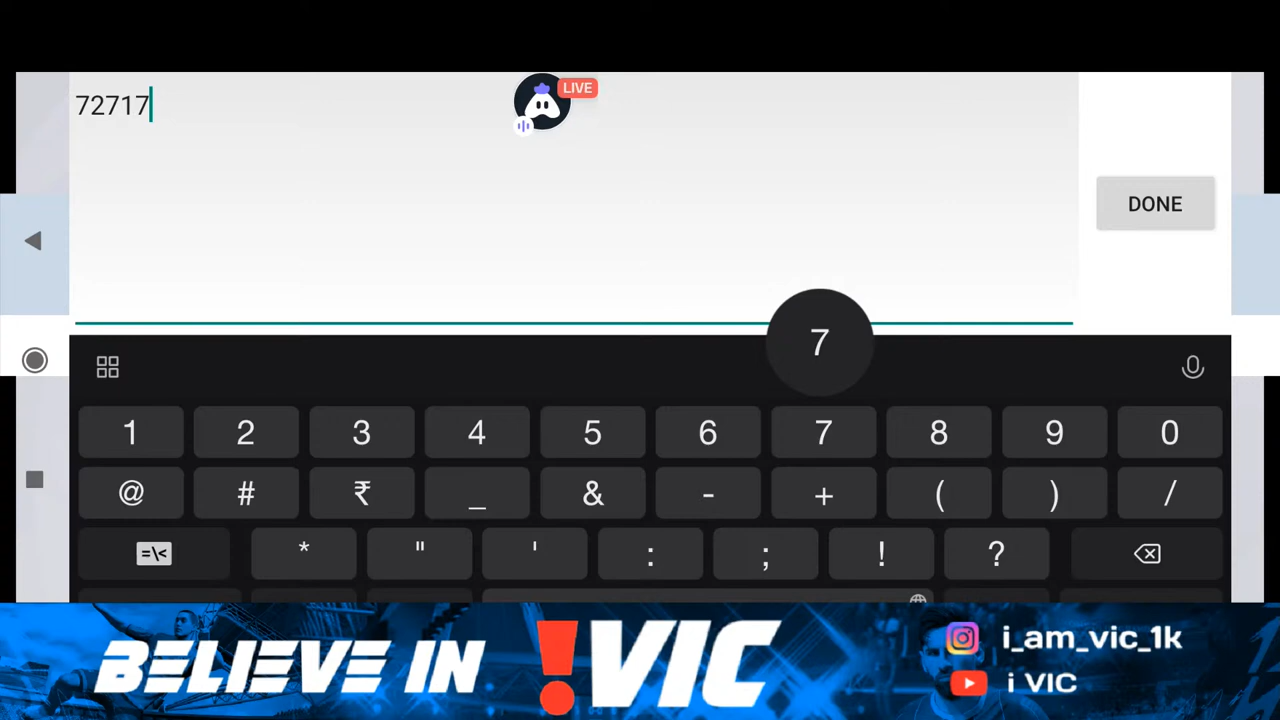 72717
LIVE
DONE
7
1 2 3 4 5 6 7 8 9 0
@ # ₹ _ & - + ( ) /
=\< * " ' : ; ! ?
BELIEVE IN !VIC
i_am_vic_1k
i VIC